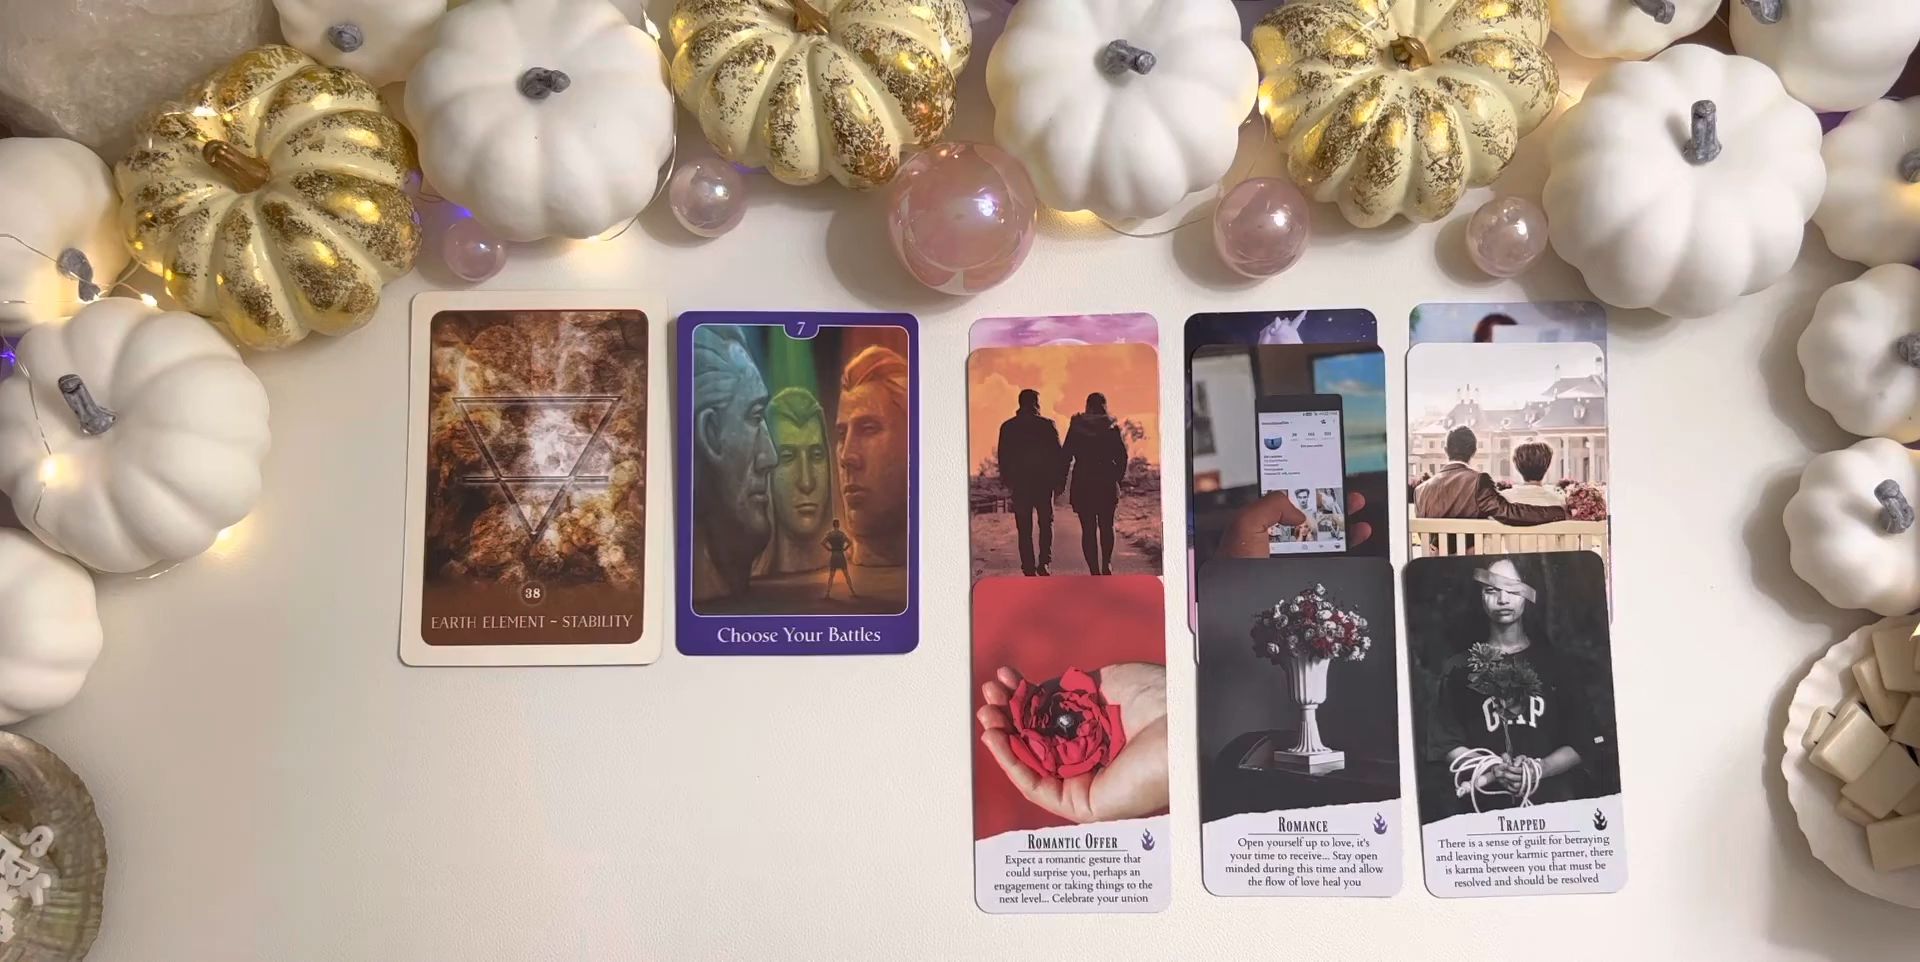 38
EARTH ELEMENT ~ STABILITY
7
Choose Your Battles
ROMANTIC OFFER
Expect a romantic gesture that
could surprise you, perhaps an
engagement or taking things to the
next level... Celebrate your union
ROMANCE
Open yourself up to love, it's
your time to receive... Stay open
minded during this time and allow
the flow of love heal you
GAP
TRAPPED
There is a sense of guilt for betraying
and leaving your karmic partner, there
is karma between you that must be
resolved and should be resolved